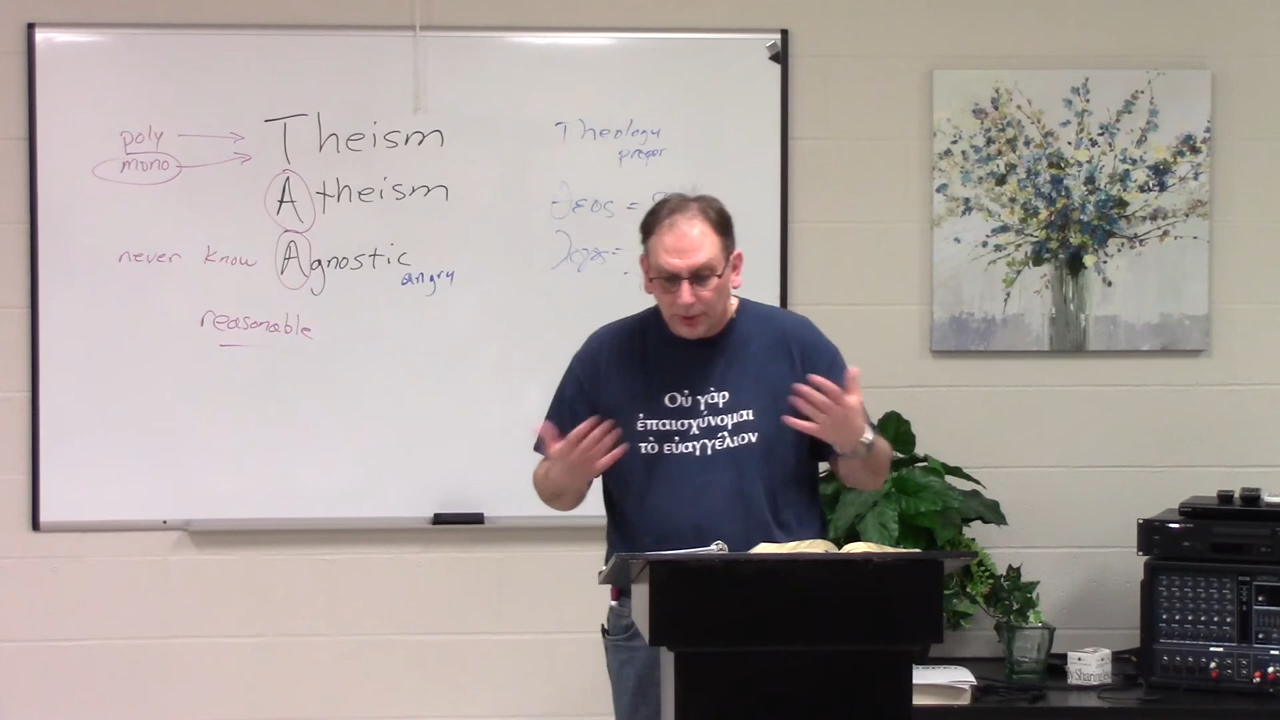 poly
mono
Theism
Atheism
never know Agnostic
angry
reasonable
Theology
proper
θεος =
Οὐ γὰρ
ἐπαισχύνομαι
τὸ εὐαγγέλιον